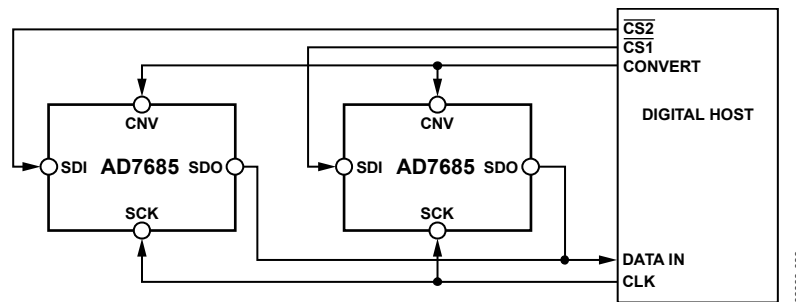 CS2
CS1
CONVERT
DIGITAL HOST
CNV
CNV
SDI AD7685 SDO
SDI AD7685 SDO
SCK
SCK
DATA IN
CLK